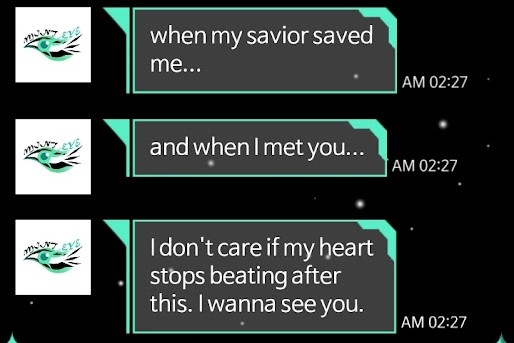 MiNT EYE
when my savior saved
me...
AM 02:27
MiNT EYE
and when I met you...
AM 02:27
MiNT EYE
I don't care if my heart
stops beating after
this. I wanna see you.
AM 02:27